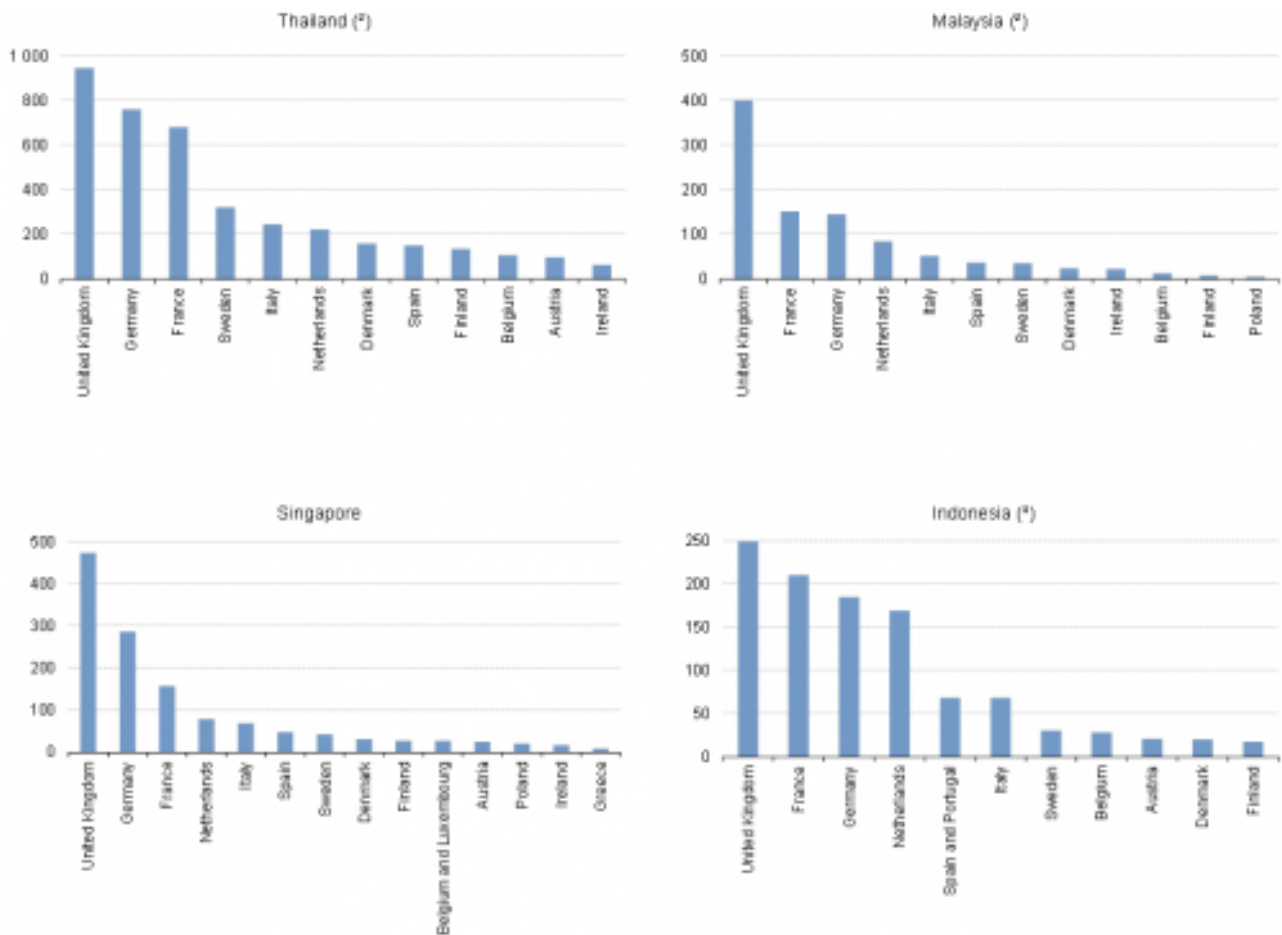 Thailand (²)
1 000
800
600
400
200
0
United Kingdom
Germany
France
Sweden
Italy
Netherlands
Denmark
Spain
Finland
Belgium
Austria
Ireland
Malaysia (²)
500
400
300
200
100
0
United Kingdom
France
Germany
Netherlands
Italy
Spain
Sweden
Denmark
Ireland
Belgium
Finland
Poland
Singapore
500
400
300
200
100
0
United Kingdom
Germany
France
Netherlands
Italy
Spain
Sweden
Denmark
Finland
Belgium and Luxembourg
Austria
Poland
Ireland
Greece
Indonesia
250
200
150
100
50
0
United Kingdom
France
Germany
Netherlands
Spain and Portugal
Italy
Sweden
Belgium
Austria
Denmark
Finland